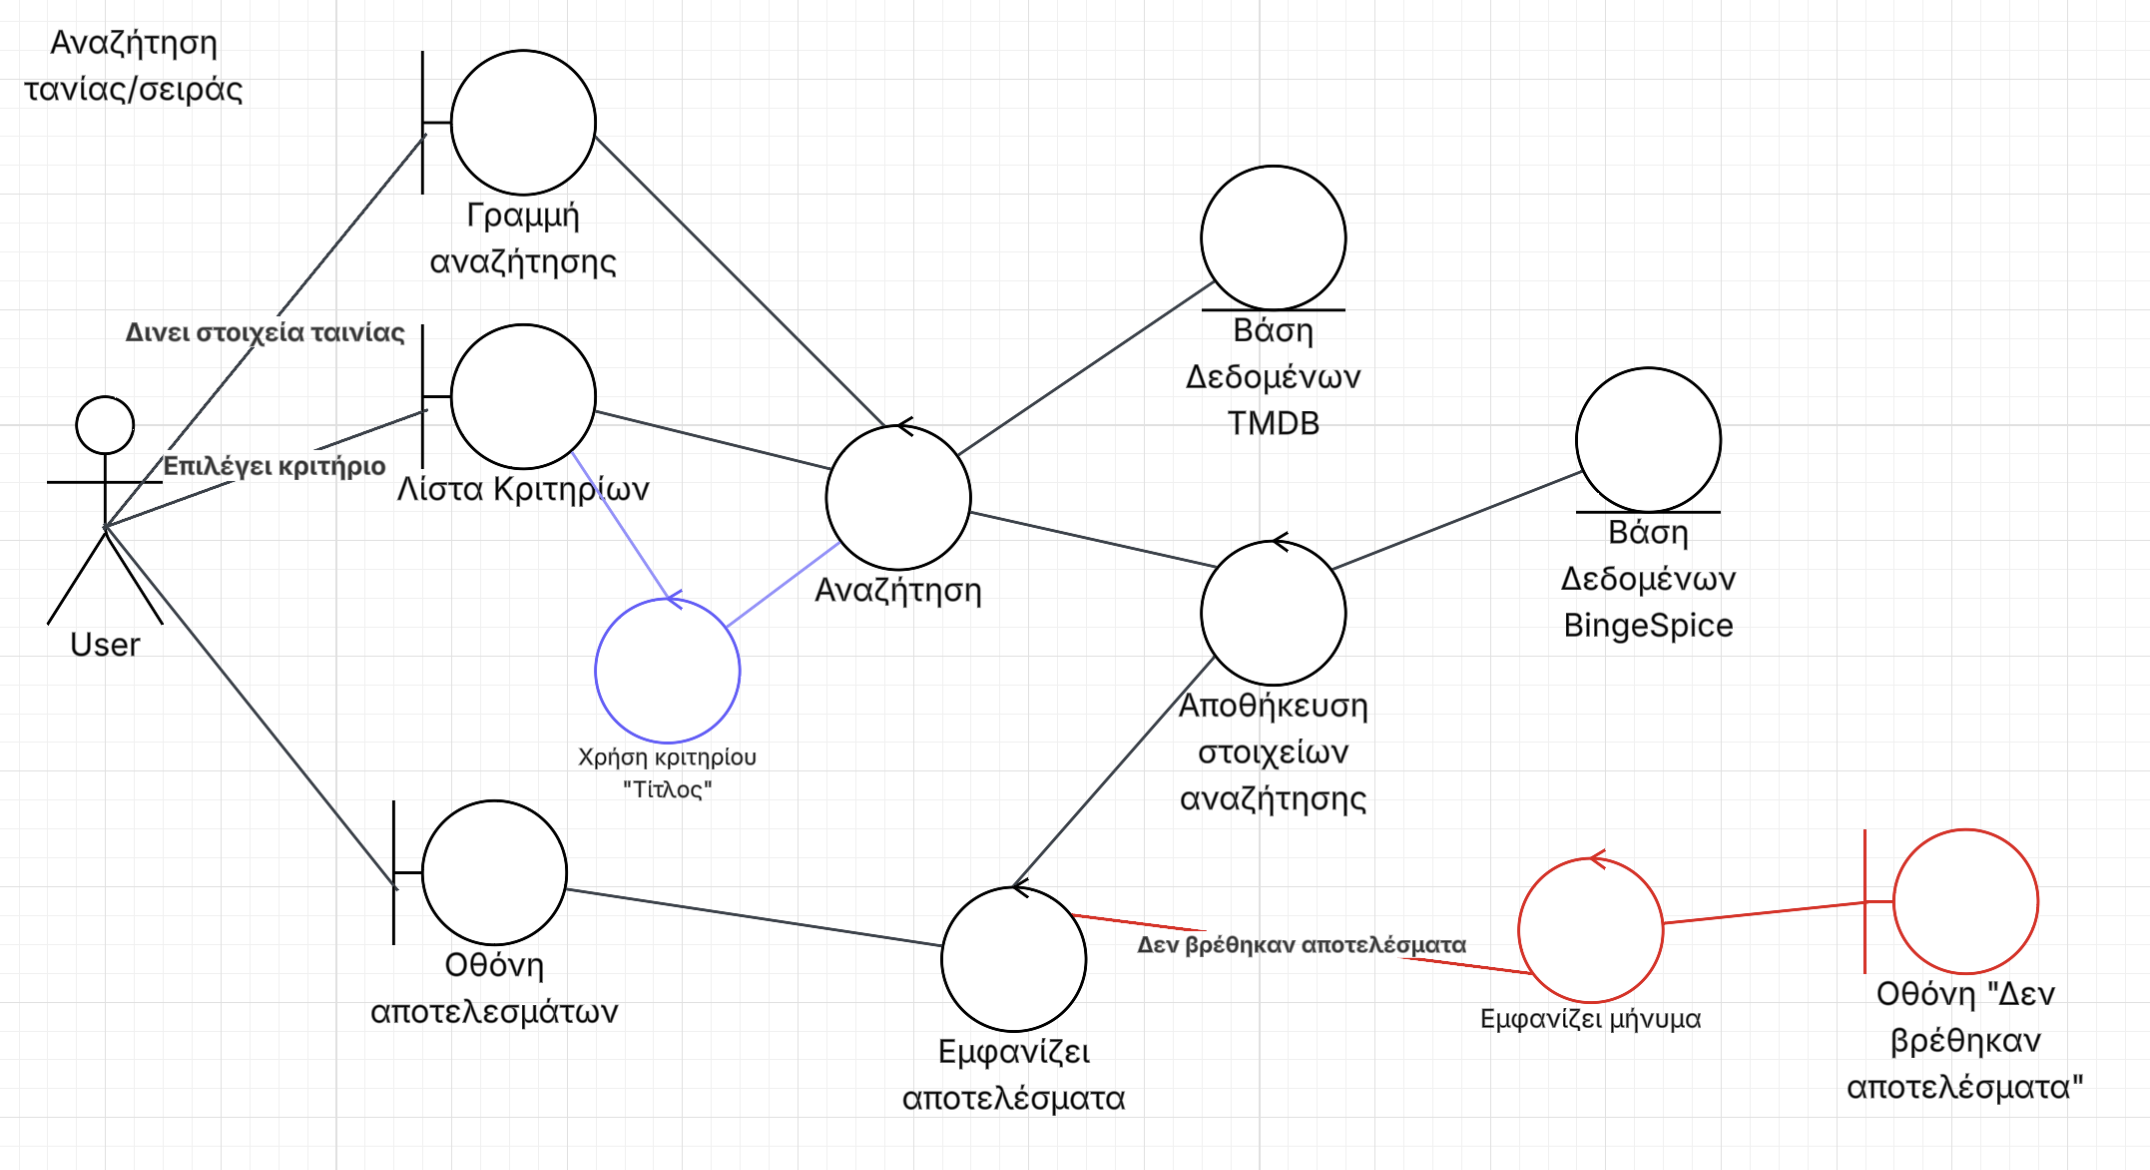 Αναζήτηση
τανίας/σειράς
Γραμμή
αναζήτησης
Δινει στοιχεία ταινίας
Επιλέγει κριτήριο
Λίστα Κριτηρίων
User
Βάση
Δεδομένων
TMDB
Αναζήτηση
Βάση
Δεδομένων
BingeSpice
Χρήση κριτηρίου
"Τίτλος"
Αποθήκευση
στοιχείων
αναζήτησης
Οθόνη
αποτελεσμάτων
Εμφανίζει
αποτελέσματα
Δεν βρέθηκαν αποτελέσματα
Εμφανίζει μήνυμα
Οθόνη "Δεν
βρέθηκαν
αποτελέσματα"